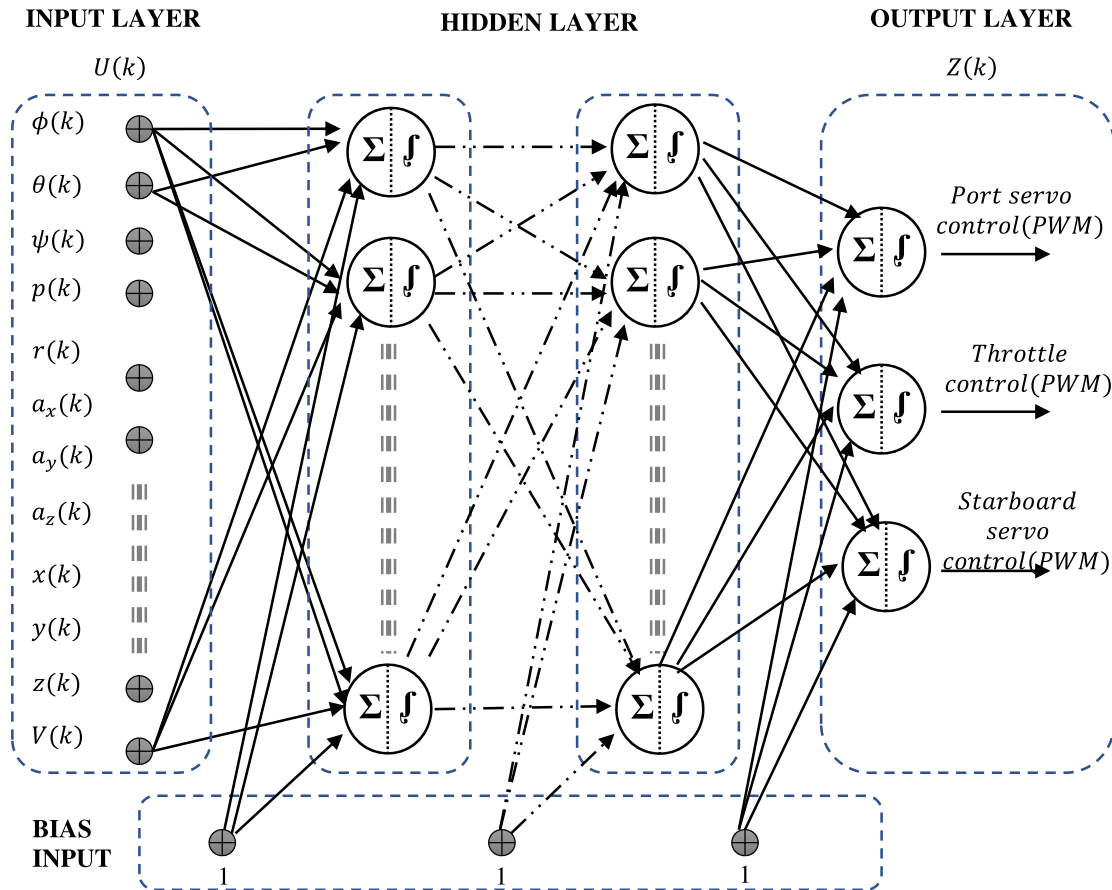 INPUT LAYER
HIDDEN LAYER
OUTPUT LAYER
U(k)
Z(k)
ϕ(k)
θ(k)
ψ(k)
p(k)
r(k)
a_x(k)
a_y(k)
a_z(k)
x(k)
y(k)
z(k)
V(k)
Σ ʆ
Σ ʆ
Σ ʆ
Σ ʆ
Σ ʆ
Σ ʆ
Σ ʆ
Σ ʆ
Σ ʆ
Port servo
control(PWM)
Throttle
control(PWM)
Starboard
servo
control(PWM)
BIAS
INPUT
1
1
1